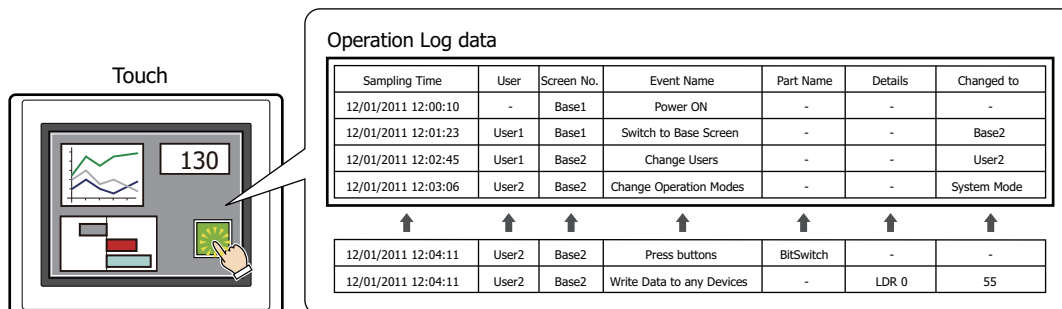 Operation Log data
Touch
130
Sampling Time User Screen No. Event Name Part Name Details Changed to
12/01/2011 12:00:10 - Base1 Power ON - - -
12/01/2011 12:01:23 User1 Base1 Switch to Base Screen - - Base2
12/01/2011 12:02:45 User1 Base2 Change Users - - User2
12/01/2011 12:03:06 User2 Base2 Change Operation Modes - - System Mode
12/01/2011 12:04:11 User2 Base2 Press buttons BitSwitch - -
12/01/2011 12:04:11 User2 Base2 Write Data to any Devices - LDR 0 55